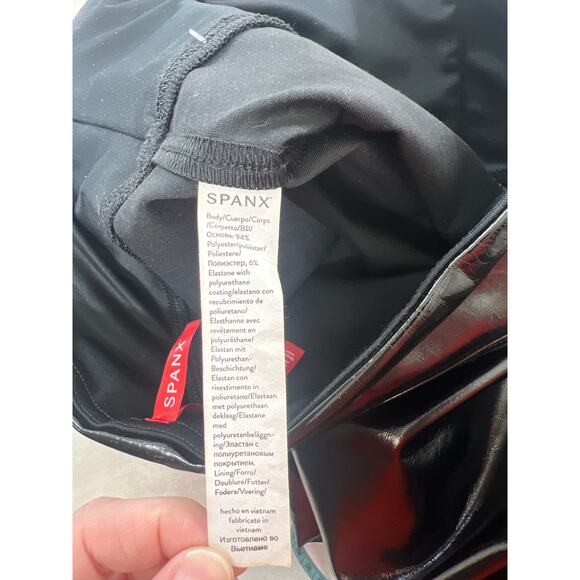 SPANX™
Body/Cuerpo/Corps
/Corpetto/Bål/
Основа: 94%
Polyester/poliéster/
Poliestere/
Полиэстер, 6%
Elastane with
polyurethane
coating/elastano con
recubrimiento de
poliuretano/
Elasthanne avec
revêtement en
polyuréthane/
Elastan mit
Polyurethan-
Beschichtung/
Elastan con
rivestimento in
poliuretano/Elastaan
met polyurethaan
deklaag/Elastane
med
polyuretanbeläggn-
ing/Эластан с
полиуретановым
покрытием.
Lining/Forro/
Doublure/Futter/
Fodera/Voering/
hecho en vietnam
fabbricato in
vietnam
Изготовлено во
Вьетнаме
SPANX